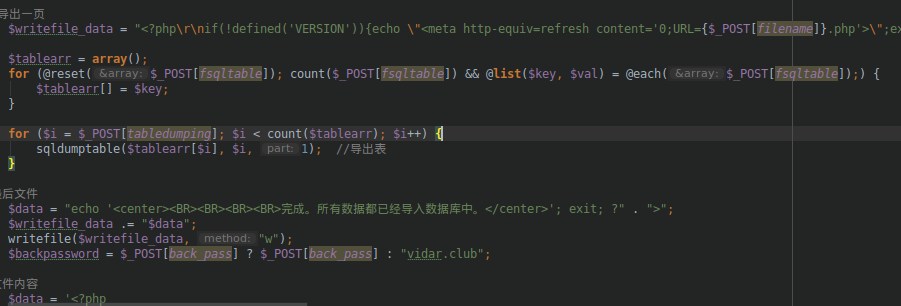 导出一页
$writefile_data = "<?php\r\nif(!defined('VERSION')){echo \"<meta http-equiv=refresh content='0;URL={$_POST[filename]}.php'>\";ex
$tablearr = array();
for (@reset( &array: $_POST[fsqltable]); count($_POST[fsqltable]) && @list($key, $val) = @each( &array: $_POST[fsqltable]);) {
$tablearr[] = $key;
}
for ($i = $_POST[tabledumping]; $i < count($tablearr); $i++) {
sqldumptable($tablearr[$i], $i, part: 1);  //导出表
}
后文件
$data = "echo '<center><BR><BR><BR><BR>完成。所有数据都已经导入数据库中。</center>'; exit; ?" . ">";
$writefile_data .= "$data";
writefile($writefile_data, method: "w");
$backpassword = $_POST[back_pass] ? $_POST[back_pass] : "vidar.club";
件内容
$data = '<?php